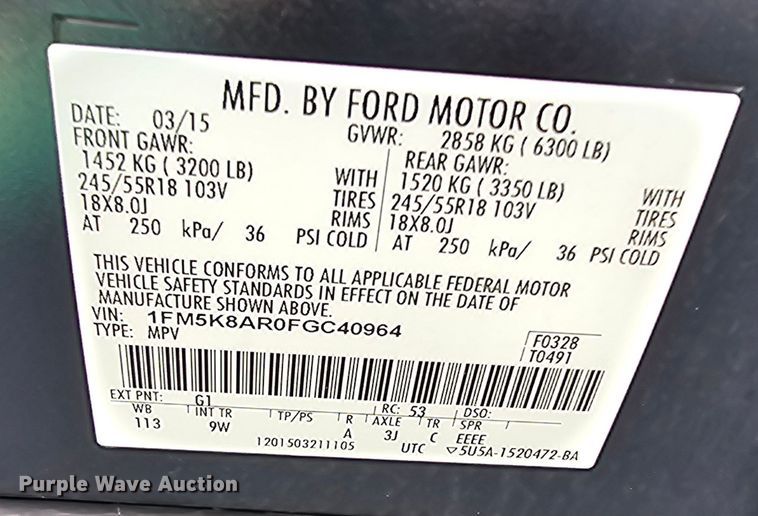 MFD. BY FORD MOTOR CO.
DATE: 03/15 GVWR: 2858 KG ( 6300 LB)
FRONT GAWR: REAR GAWR:
1452 KG ( 3200 LB) WITH 1520 KG ( 3350 LB) WITH
245/55R18 103V TIRES 245/55R18 103V TIRES
18X8.0J RIMS 18X8.0J RIMS
AT 250 kPa/ 36 PSI COLD AT 250 kPa/ 36 PSI COLD
THIS VEHICLE CONFORMS TO ALL APPLICABLE FEDERAL MOTOR
VEHICLE SAFETY STANDARDS IN EFFECT ON THE DATE OF
MANUFACTURE SHOWN ABOVE.
VIN: 1FM5K8AR0FGC40964
TYPE: MPV
F0328
T0491
EXT PNT: G1 RC: 53 DSO:
WB INT TR TP/PS R AXLE TR SPR
113 9W A 3J C EEEE
1201503211105 UTC ▽5U5A-1520472-BA
Purple Wave Auction